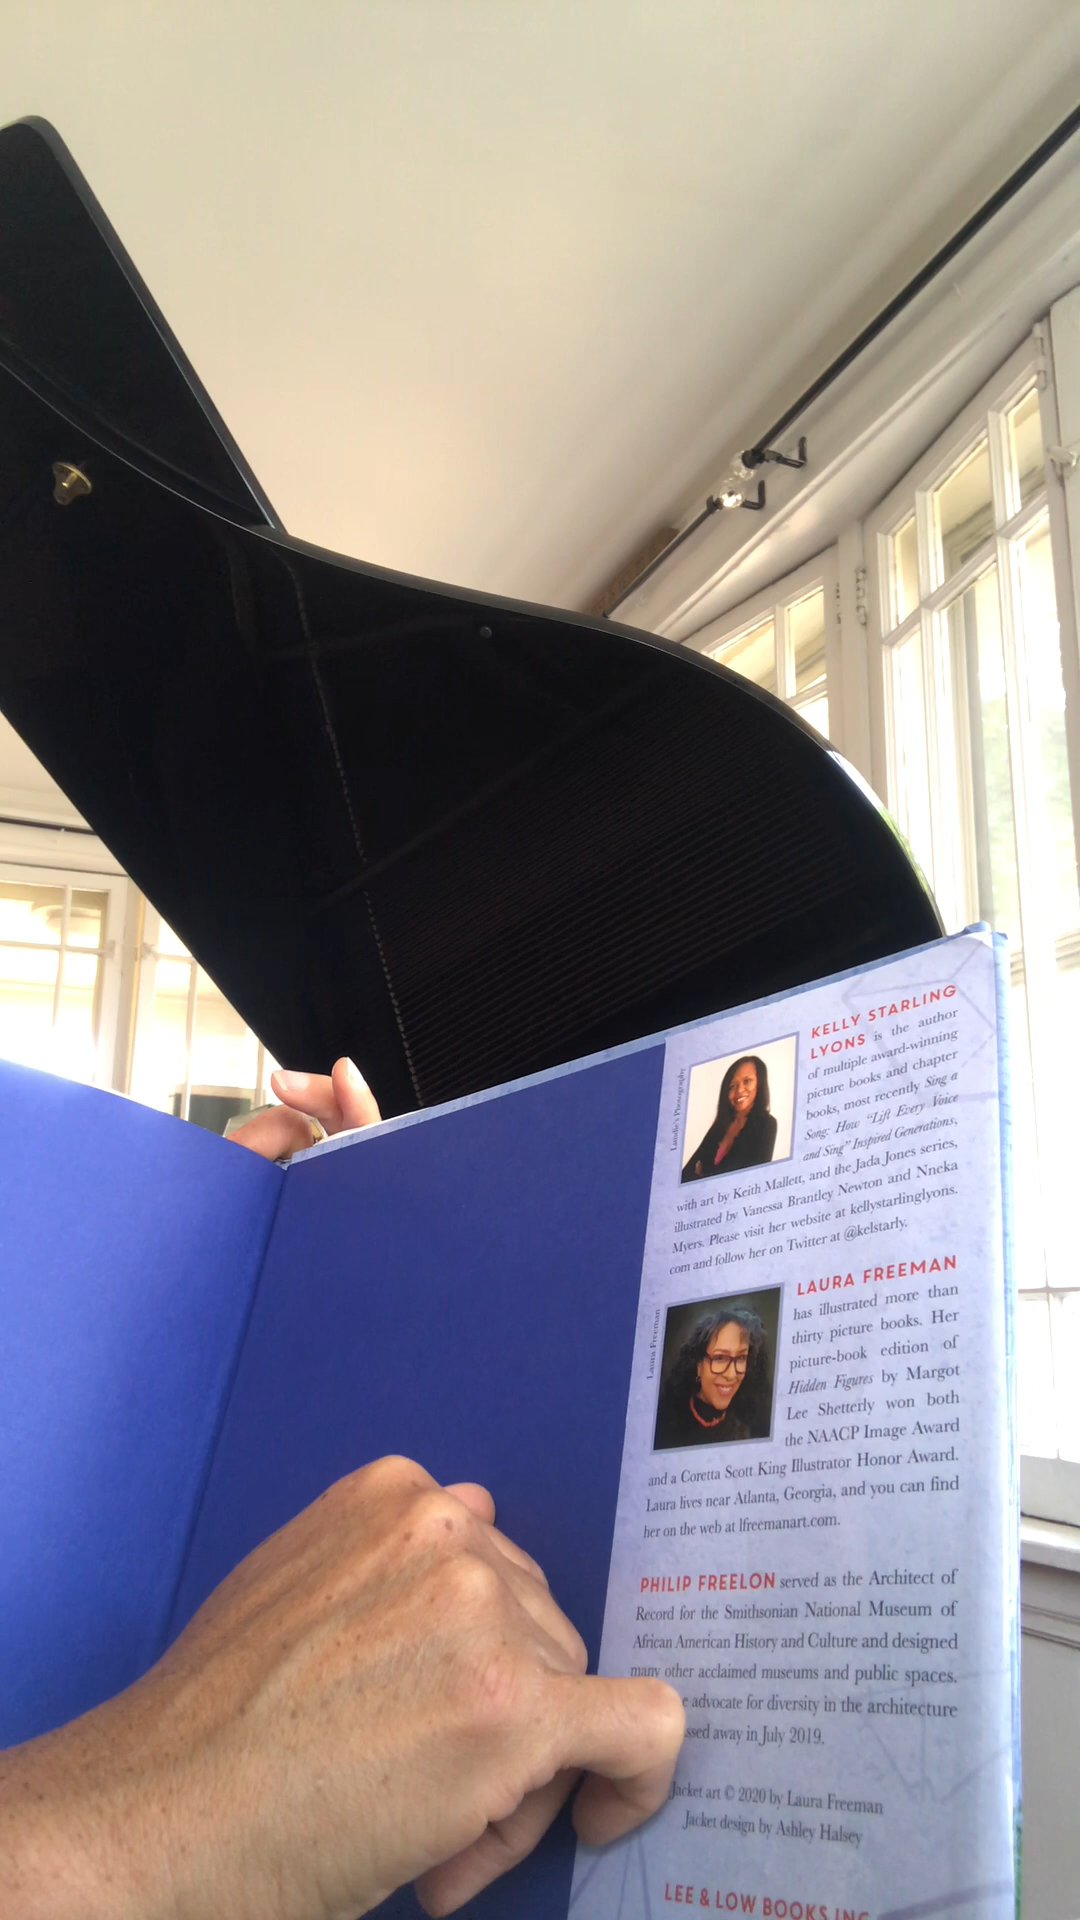 KELLY STARLING
LYONS is the author
of multiple award-winning
picture books and chapter
books, most recently Sing a
Song: How “Lift Every Voice
and Sing” Inspired Generations,
with art by Keith Mallett, and the Jada Jones series,
illustrated by Vanessa Brantley Newton and Nneka
Myers. Please visit her website at kellystarlinglyons.
com and follow her on Twitter at @kelstarly.
LAURA FREEMAN
has illustrated more than
thirty picture books. Her
picture-book edition of
Hidden Figures by Margot
Lee Shetterly won both
the NAACP Image Award
and a Coretta Scott King Illustrator Honor Award.
Laura lives near Atlanta, Georgia, and you can find
her on the web at lfreemanart.com.
Laura Freeman
PHILIP FREELON served as the Architect of
Record for the Smithsonian National Museum of
African American History and Culture and designed
many other acclaimed museums and public spaces.
advocate for diversity in the architecture
away in July 2019.
Jacket art © 2020 by Laura Freeman
Jacket design by Ashley Halsey
LEE & LOW BOOKS INC